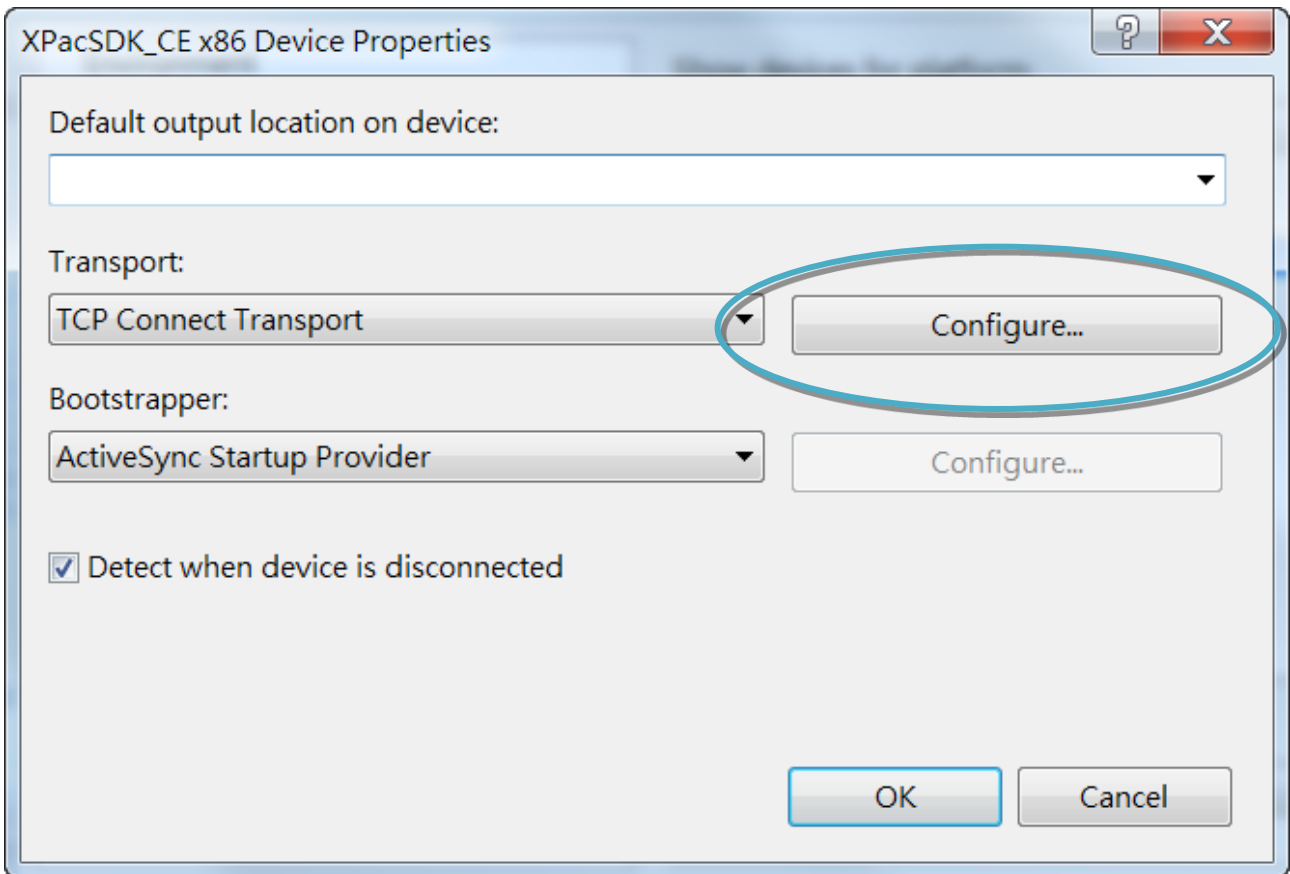 XPacSDK_CE x86 Device Properties
Default output location on device:
Transport:
TCP Connect Transport
Configure...
Bootstrapper:
ActiveSync Startup Provider
Configure...
Detect when device is disconnected
OK
Cancel